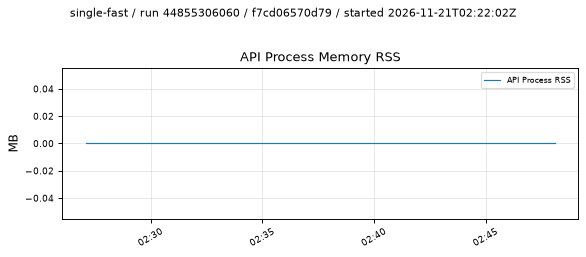 single-fast / run 44855306060 / f7cd06570d79 / started 2026-11-21T02:22:02Z
API Process Memory RSS
API Process RSS
MB
0.04
0.02
0.00
−0.02
−0.04
02:30
02:35
02:40
02:45